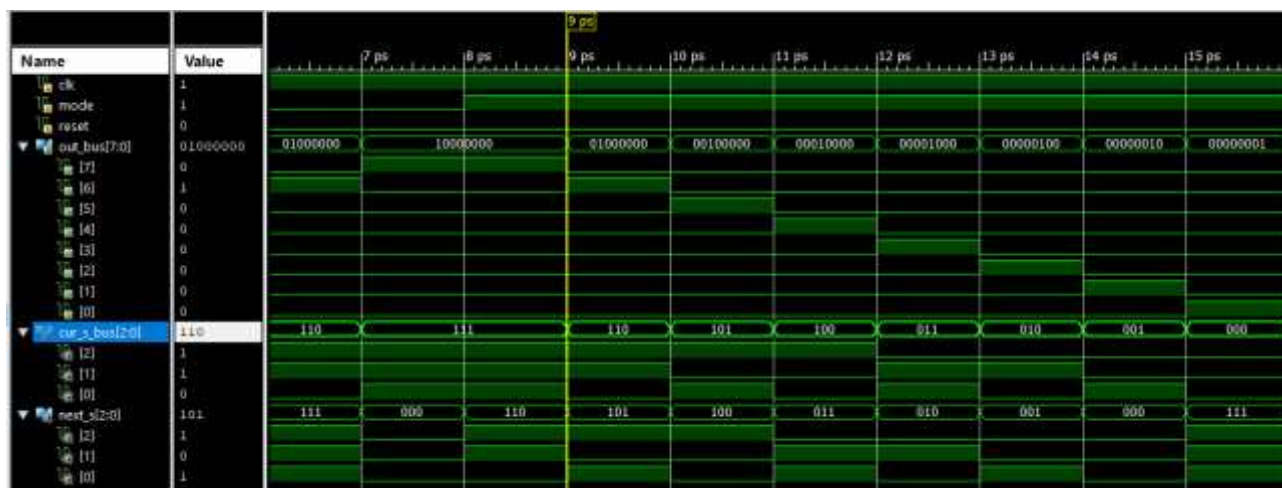 9 ps
Name Value 7 ps 8 ps 9 ps 10 ps 11 ps 12 ps 13 ps 14 ps 15 ps
clk 1
mode 1
reset 0
out_bus[7:0] 01000000 01000000 10000000 01000000 00100000 00010000 00001000 00000100 00000010 00000001
[7] 0
[6] 1
[5] 0
[4] 0
[3] 0
[2] 0
[1] 0
[0] 0
cur_s_bus[2:0] 110 110 111 110 101 100 011 010 001 000
[2] 1
[1] 1
[0] 0
next_s[2:0] 101 111 000 110 101 100 011 010 001 000 111
[2] 1
[1] 0
[0] 1